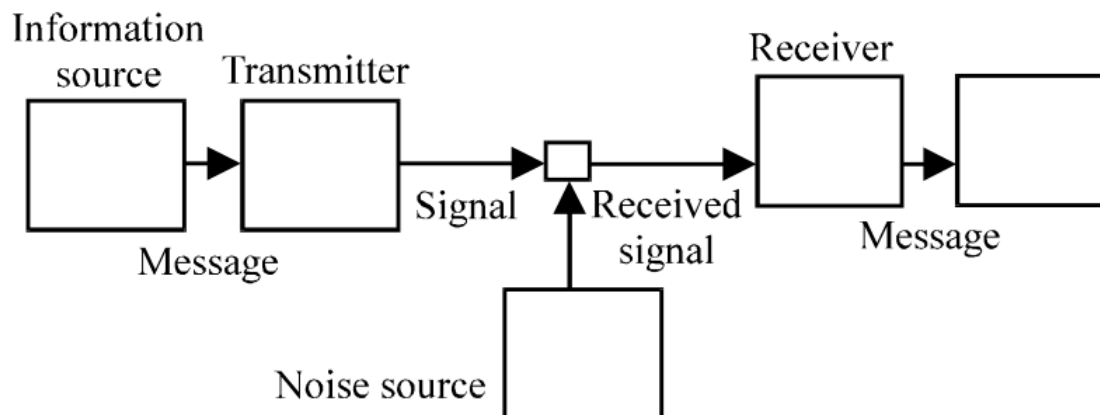 Information
source
Transmitter
Receiver
Signal
Received
signal
Message
Message
Noise source